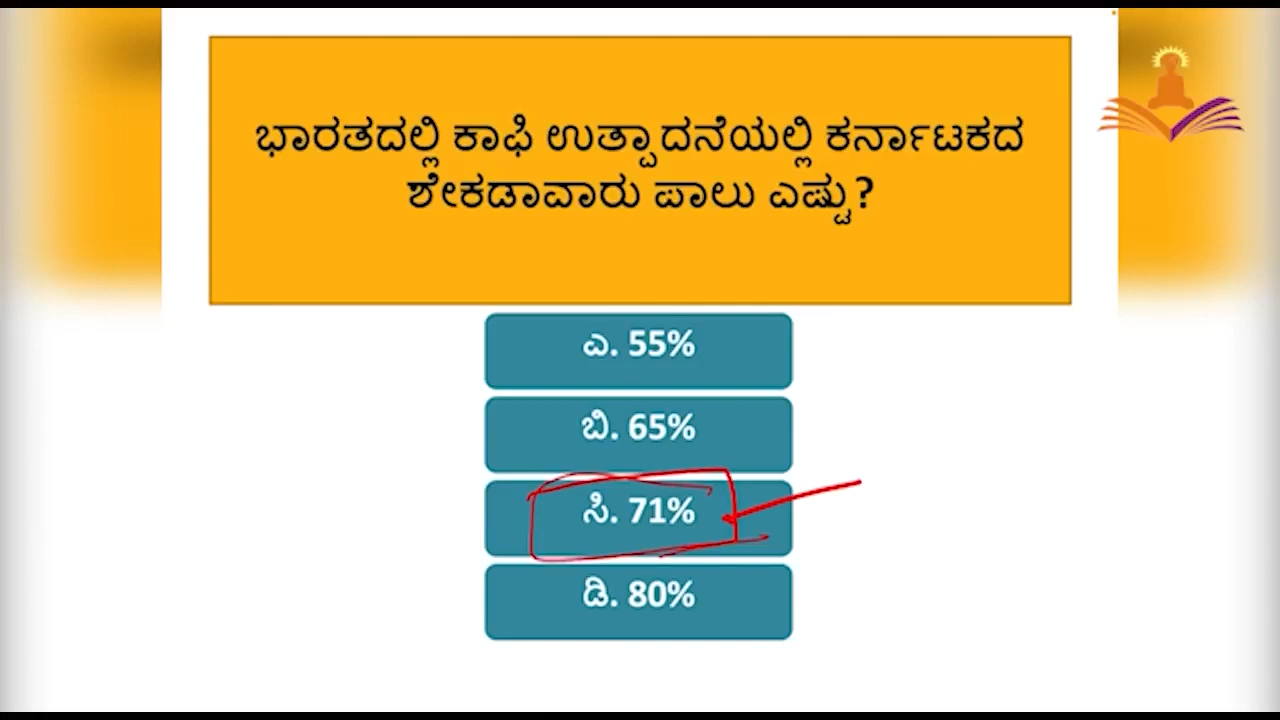 ಭಾರತದಲ್ಲಿ ಕಾಫಿ ಉತ್ಪಾದನೆಯಲ್ಲಿ ಕರ್ನಾಟಕದ
ಶೇಕಡಾವಾರು ಪಾಲು ಎಷ್ಟು?
ಎ. 55%
ಬಿ. 65%
ಸಿ. 71%
ಡಿ. 80%